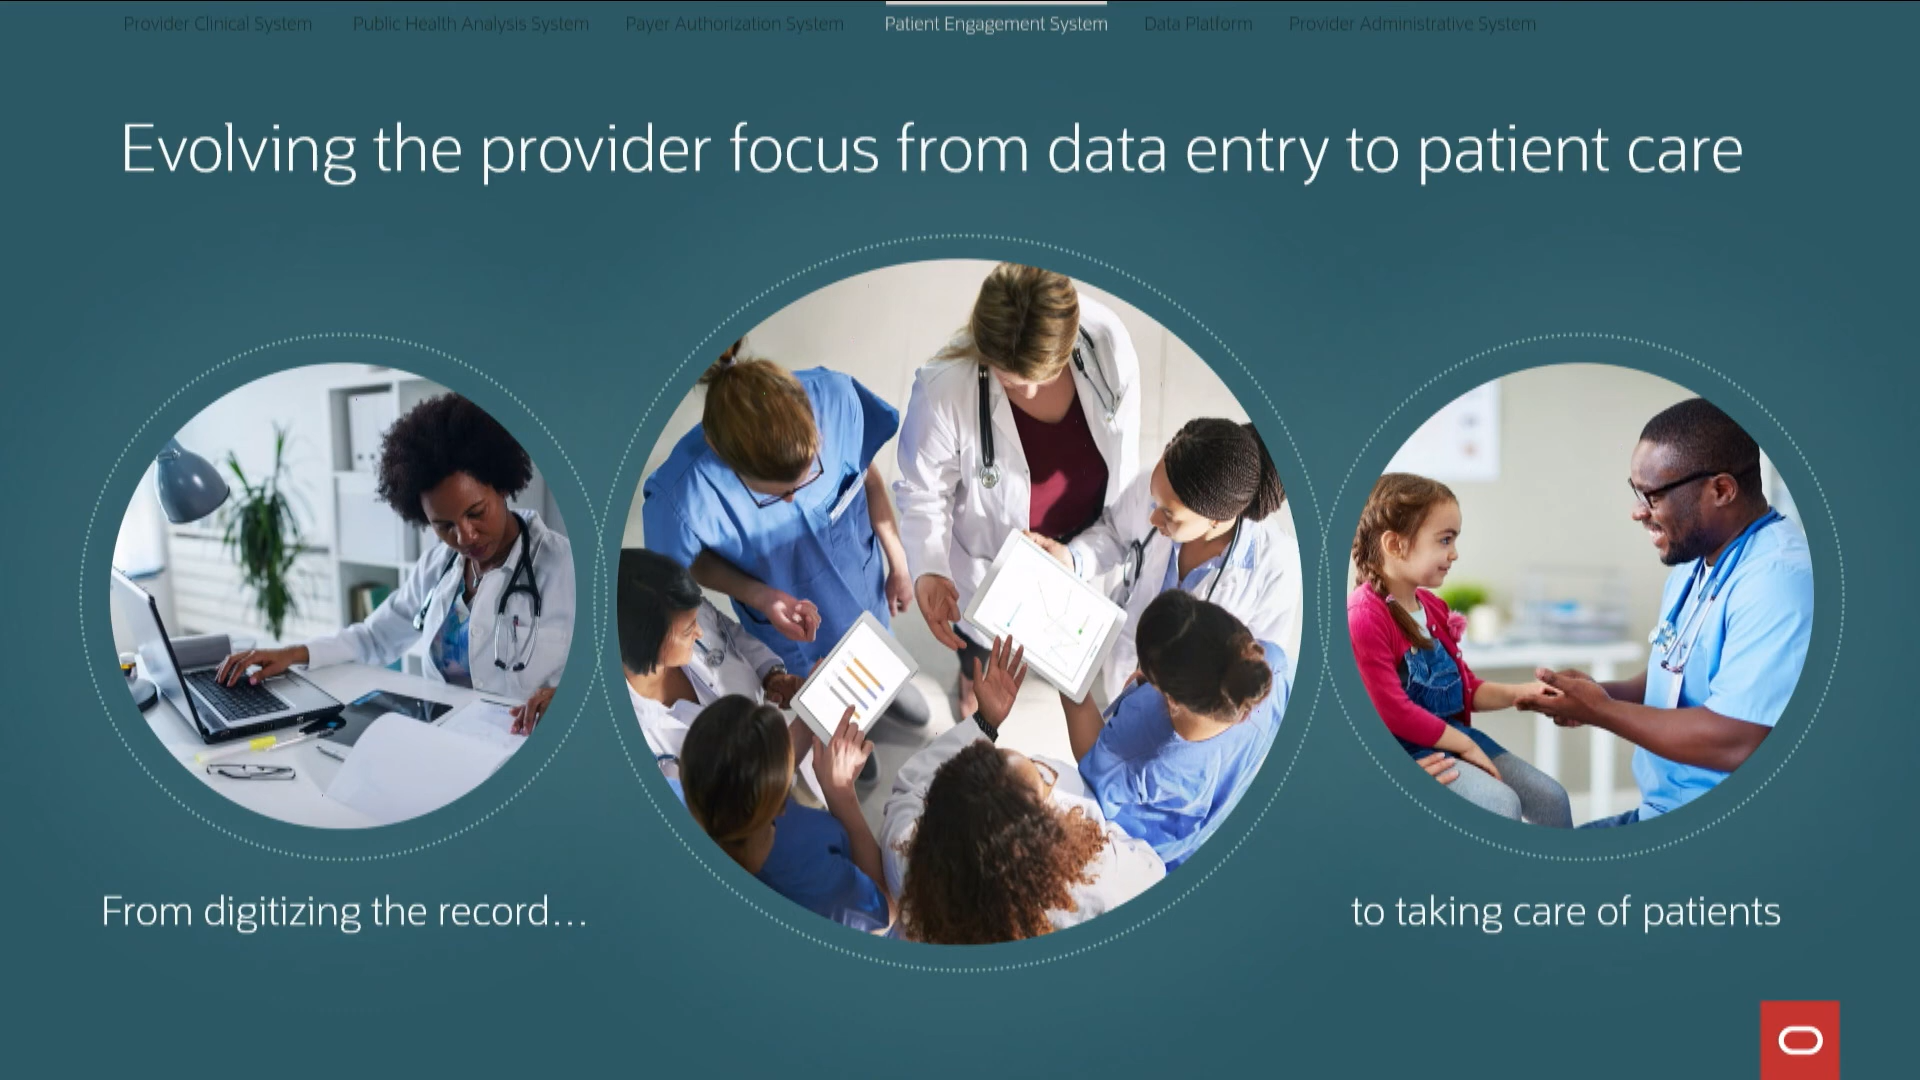 Provider Clinical System
Public Health Analysis System
Payer Authorization System
Patient Engagement System
Data Platform
Provider Administrative System
Evolving the provider focus from data entry to patient care
From digitizing the record...
to taking care of patients